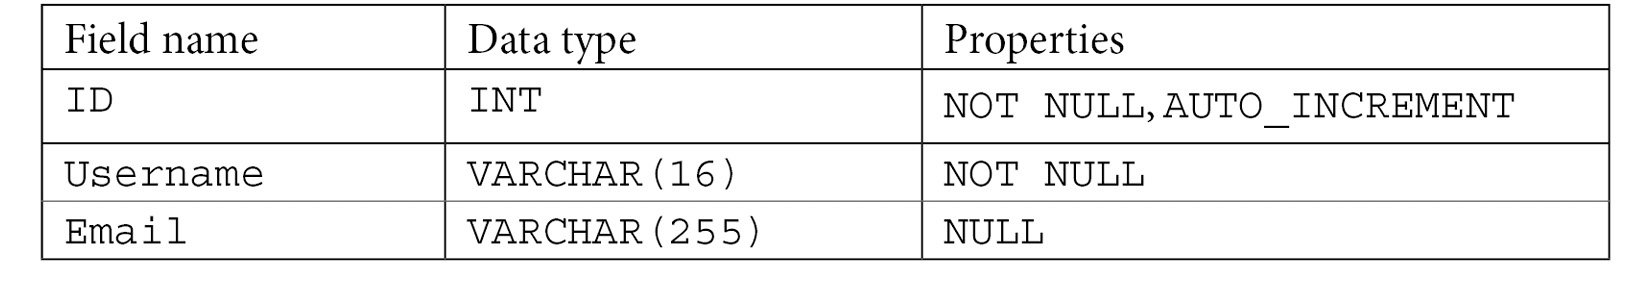 Field name Data type Properties
ID INT NOT NULL,AUTO_INCREMENT
Username VARCHAR(16) NOT NULL
Email VARCHAR(255) NULL